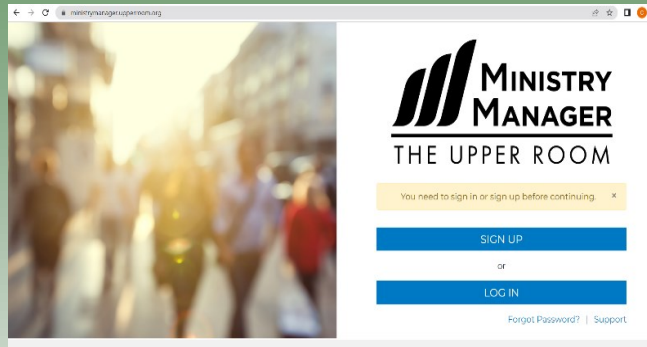 ministrymanager.upperroom.org
MINISTRY
MANAGER
THE UPPER ROOM
You need to sign in or sign up before continuing. ×
SIGN UP
or
LOG IN
Forgot Password? | Support